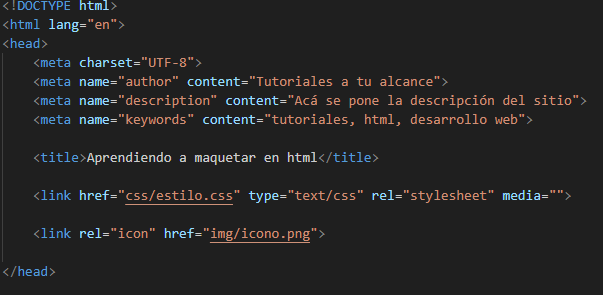 <!DOCTYPE html>
<html lang="en">
<head>
<meta charset="UTF-8">
<meta name="author" content="Tutoriales a tu alcance">
<meta name="description" content="Acá se pone la descripción del sitio">
<meta name="keywords" content="tutoriales, html, desarrollo web">
<title>Aprendiendo a maquetar en html</title>
<link href="css/estilo.css" type="text/css" rel="stylesheet" media="">
<link rel="icon" href="img/icono.png">
</head>